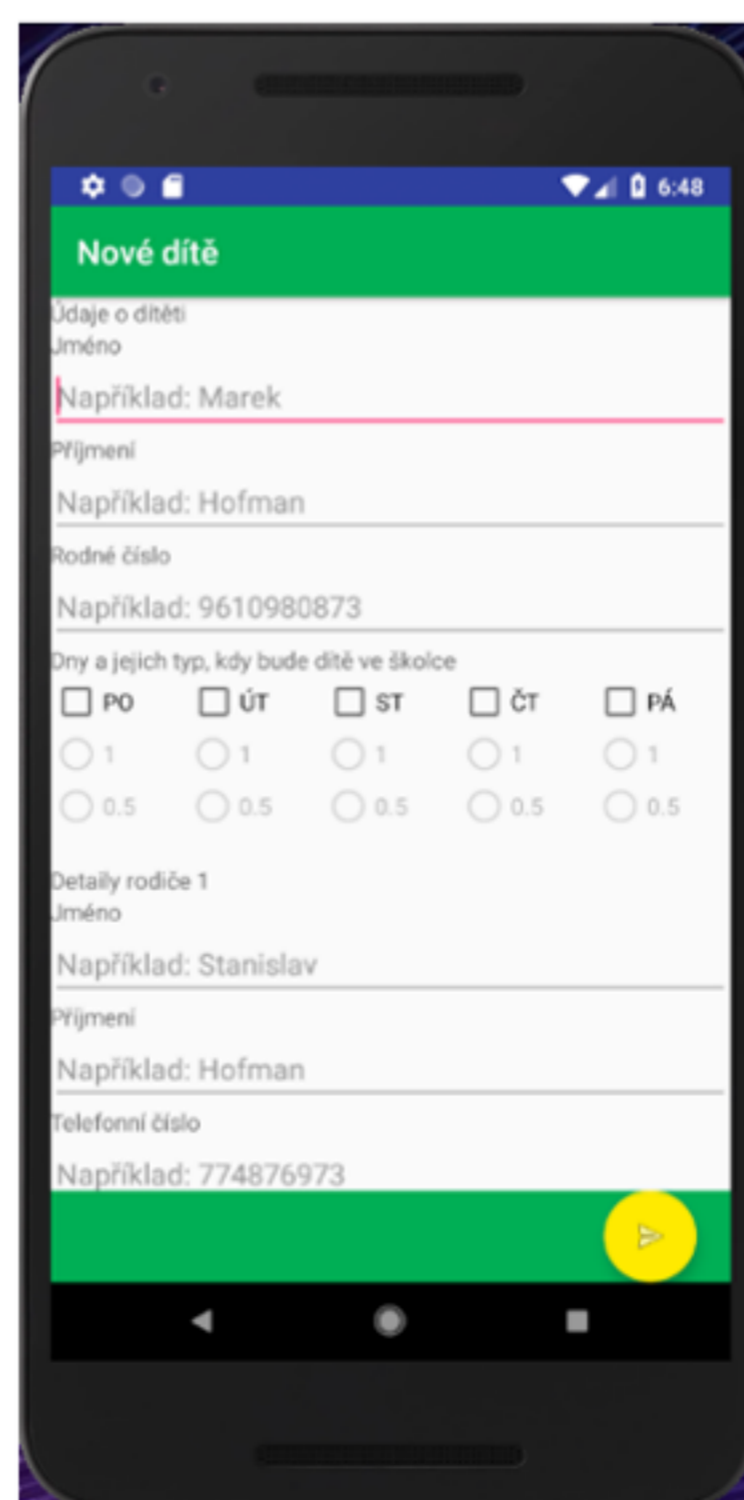 6:48
Nové dítě
Údaje o dítěti
Jméno
Například: Marek
Příjmení
Například: Hofman
Rodné číslo
Například: 9610980873
Dny a jejich typ, kdy bude dítě ve školce
PO ÚT ST ČT PÁ
1 1 1 1 1
0.5 0.5 0.5 0.5 0.5
Detaily rodiče 1
Jméno
Například: Stanislav
Příjmení
Například: Hofman
Telefonní číslo
Například: 774876973